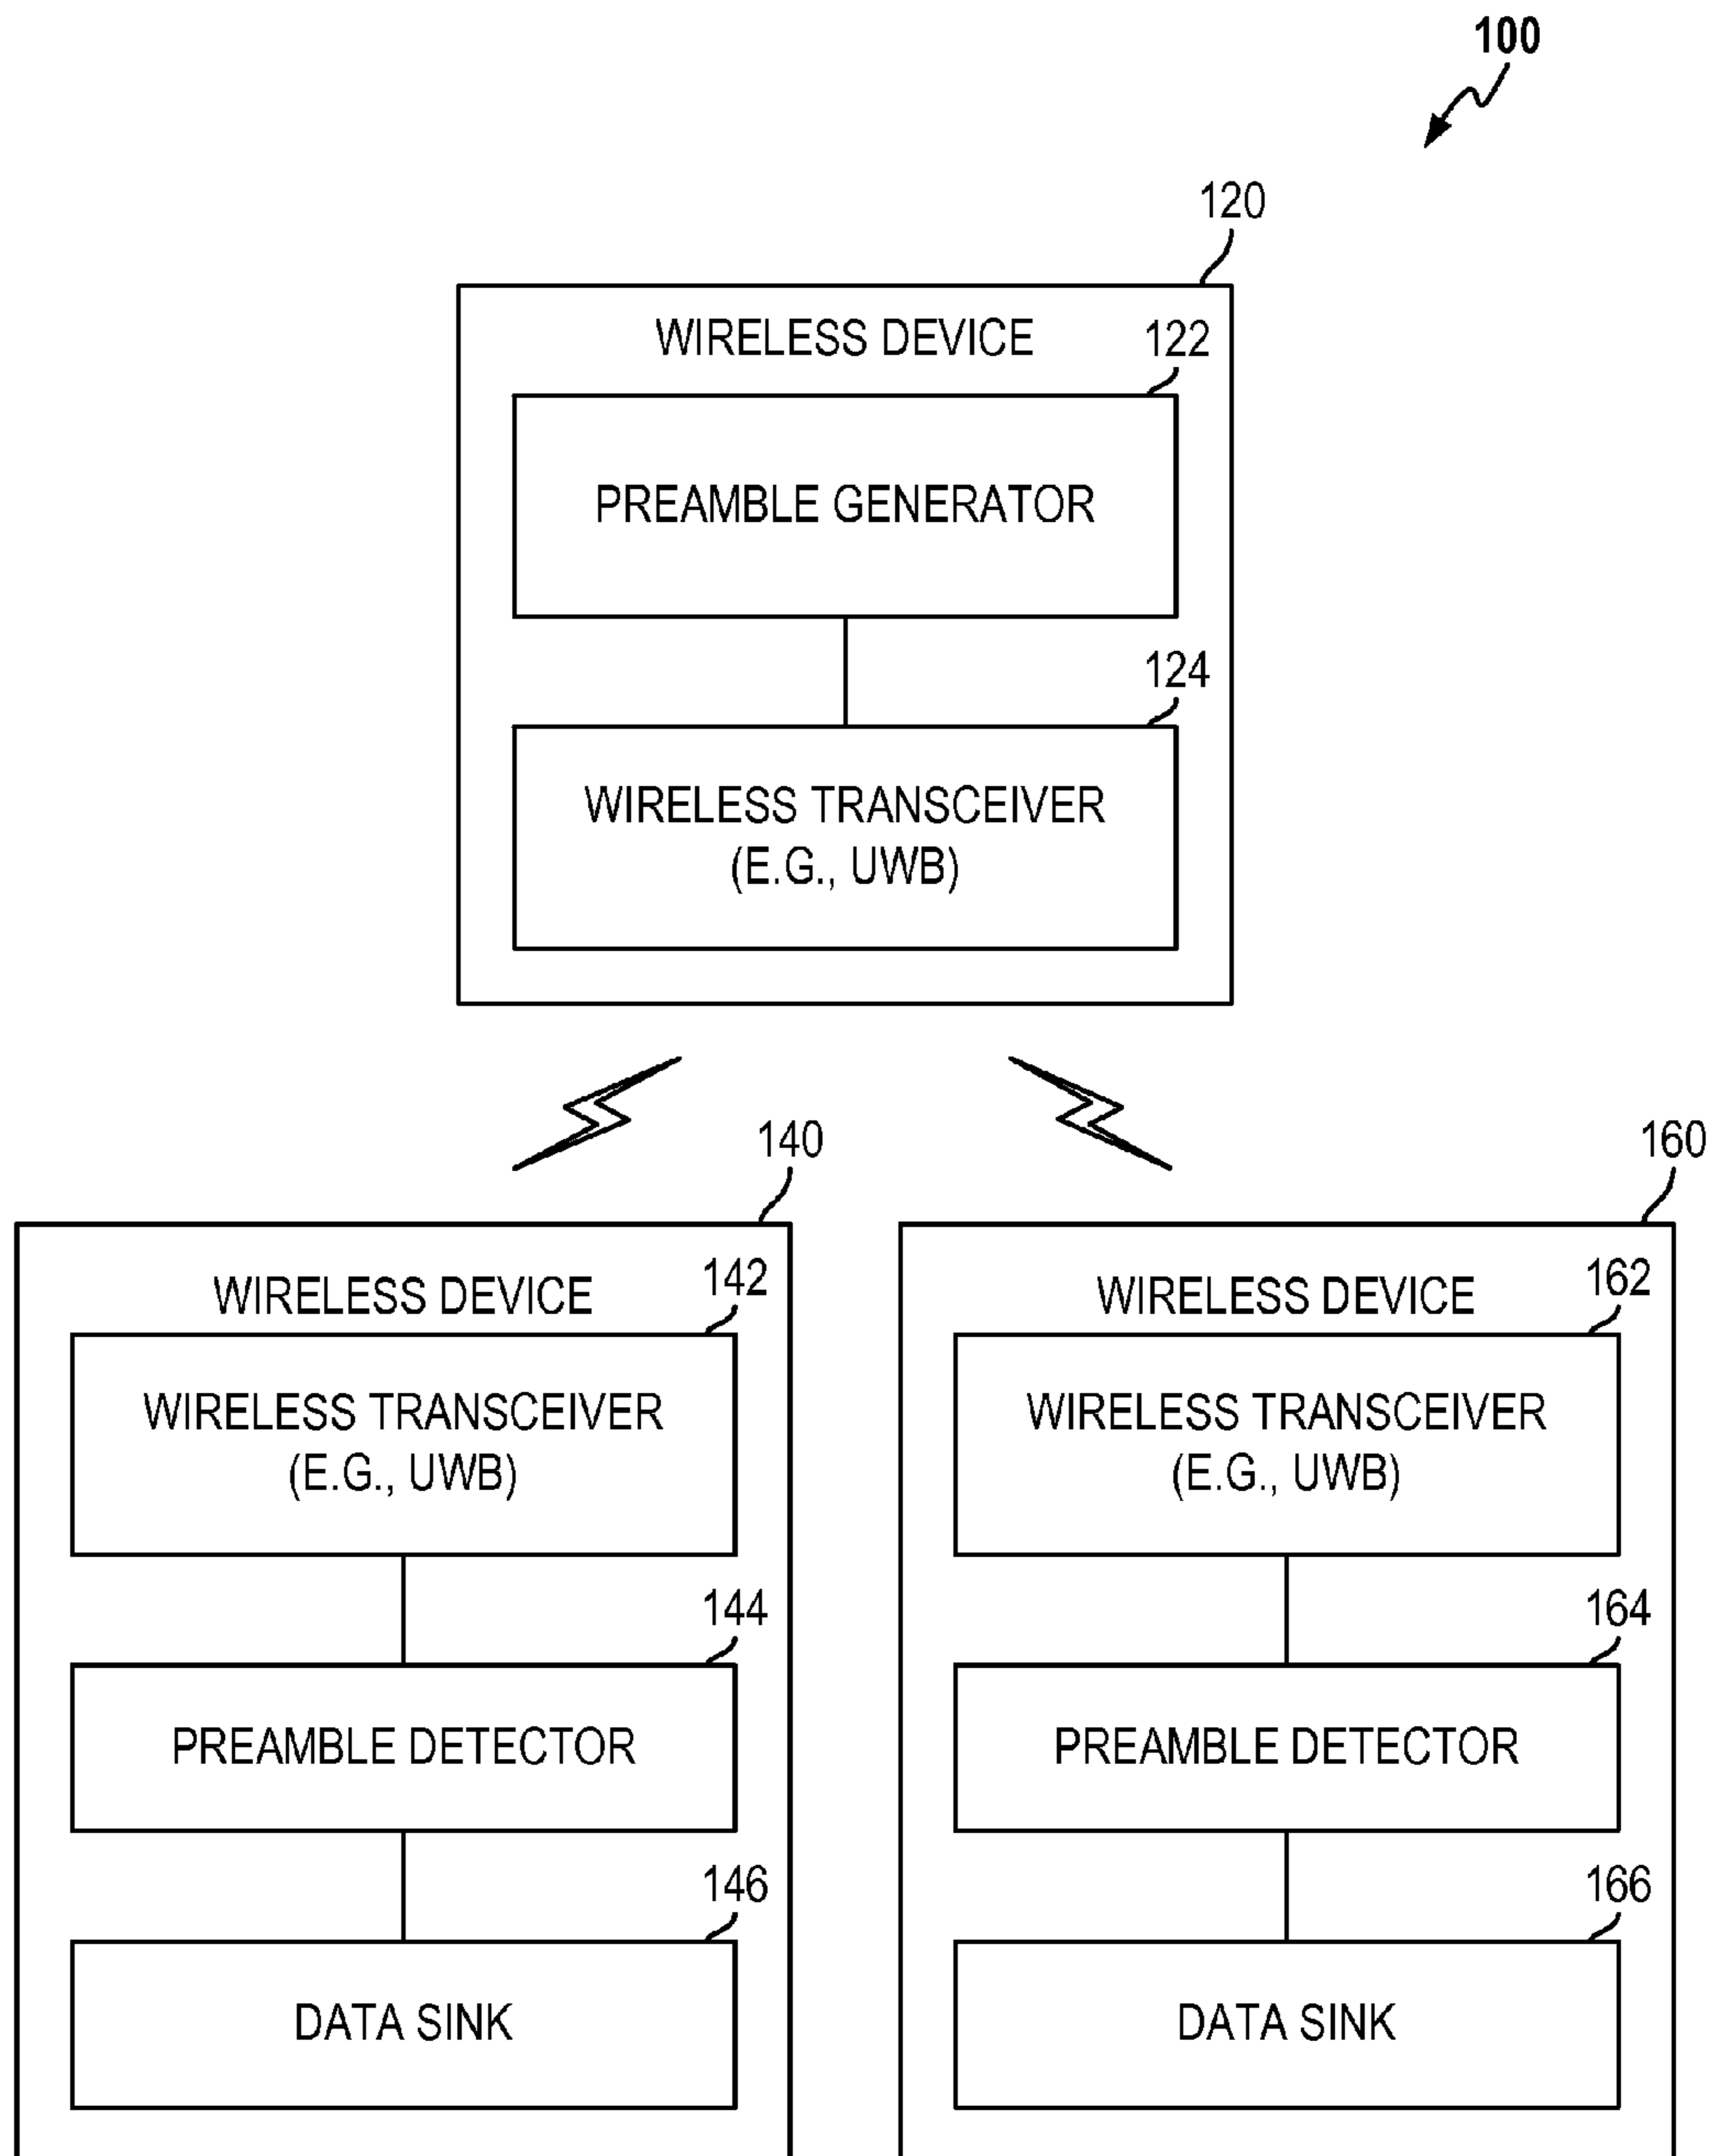 100
120
WIRELESS DEVICE
122
PREAMBLE GENERATOR
124
WIRELESS TRANSCEIVER
(E.G., UWB)
140
WIRELESS DEVICE
142
WIRELESS TRANSCEIVER
(E.G., UWB)
144
PREAMBLE DETECTOR
146
DATA SINK
160
WIRELESS DEVICE
162
WIRELESS TRANSCEIVER
(E.G., UWB)
164
PREAMBLE DETECTOR
166
DATA SINK